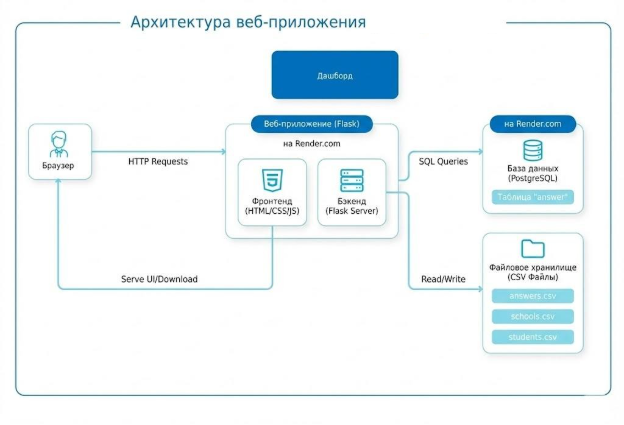 Архитектура веб-приложения
Дашборд
Веб-приложение (Flask)
на Render.com
на Render.com
Браузер
HTTP Requests
Фронтенд
(HTML/CSS/JS)
Бэкенд
(Flask Server)
SQL Queries
База данных
(PostgreSQL)
Таблица "answer"
Serve UI/Download
Read/Write
Файловое хранилище
(CSV Файлы)
answers.csv
schools.csv
students.csv